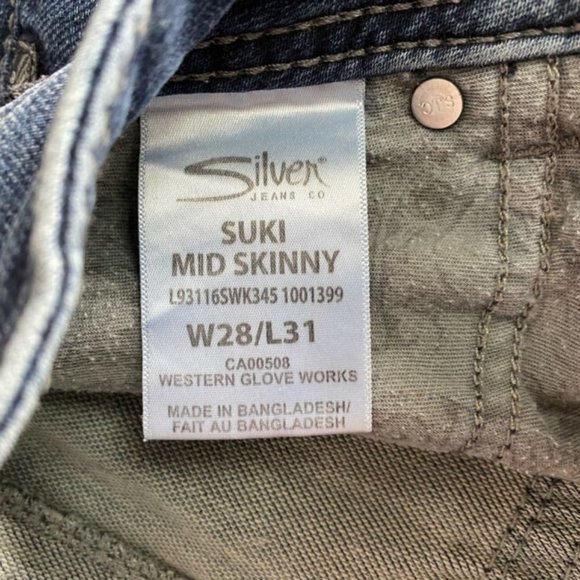 Silver®
JEANS CO
SUKI
MID SKINNY
L93116SWK345 1001399
W28/L31
CA00508
WESTERN GLOVE WORKS
MADE IN BANGLADESH/
FAIT AU BANGLADESH